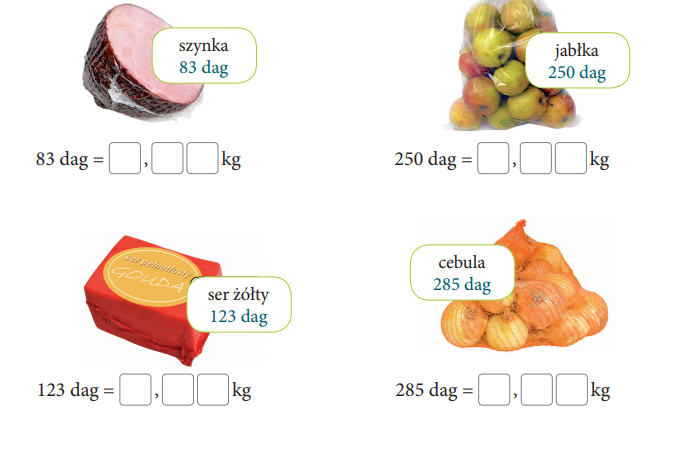 szynka
83 dag
jabłka
250 dag
83 dag = , kg
250 dag = , kg
ser pełnotłusty
GOUDA
ser żółty
123 dag
cebula
285 dag
123 dag = , kg
285 dag = , kg